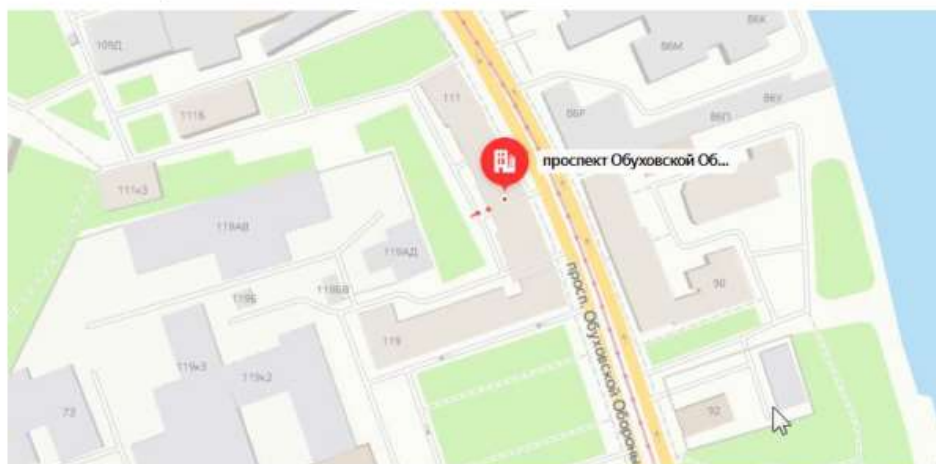 109Д
111Б
111
86М
86К
86Р
86П
86У
проспект Обуховской Об...
111к3
119АВ
119АД
119Б
119БВ
90
119
119к3
119к2
73
92
просп. Обуховской Обороны